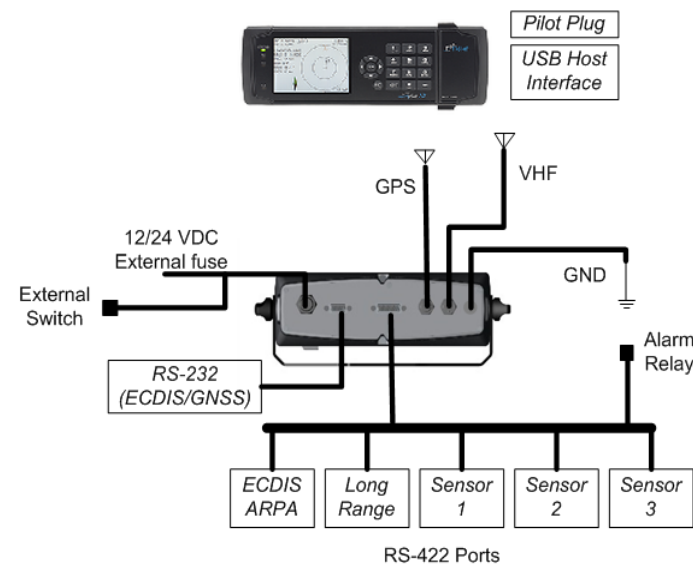 Pilot Plug
USB Host
Interface
VHF
GPS
12/24 VDC
External fuse
GND
External
Switch
Alarm
Relay
RS-232
(ECDIS/GNSS)
ECDIS
ARPA
Long
Range
Sensor
1
Sensor
2
Sensor
3
RS-422 Ports